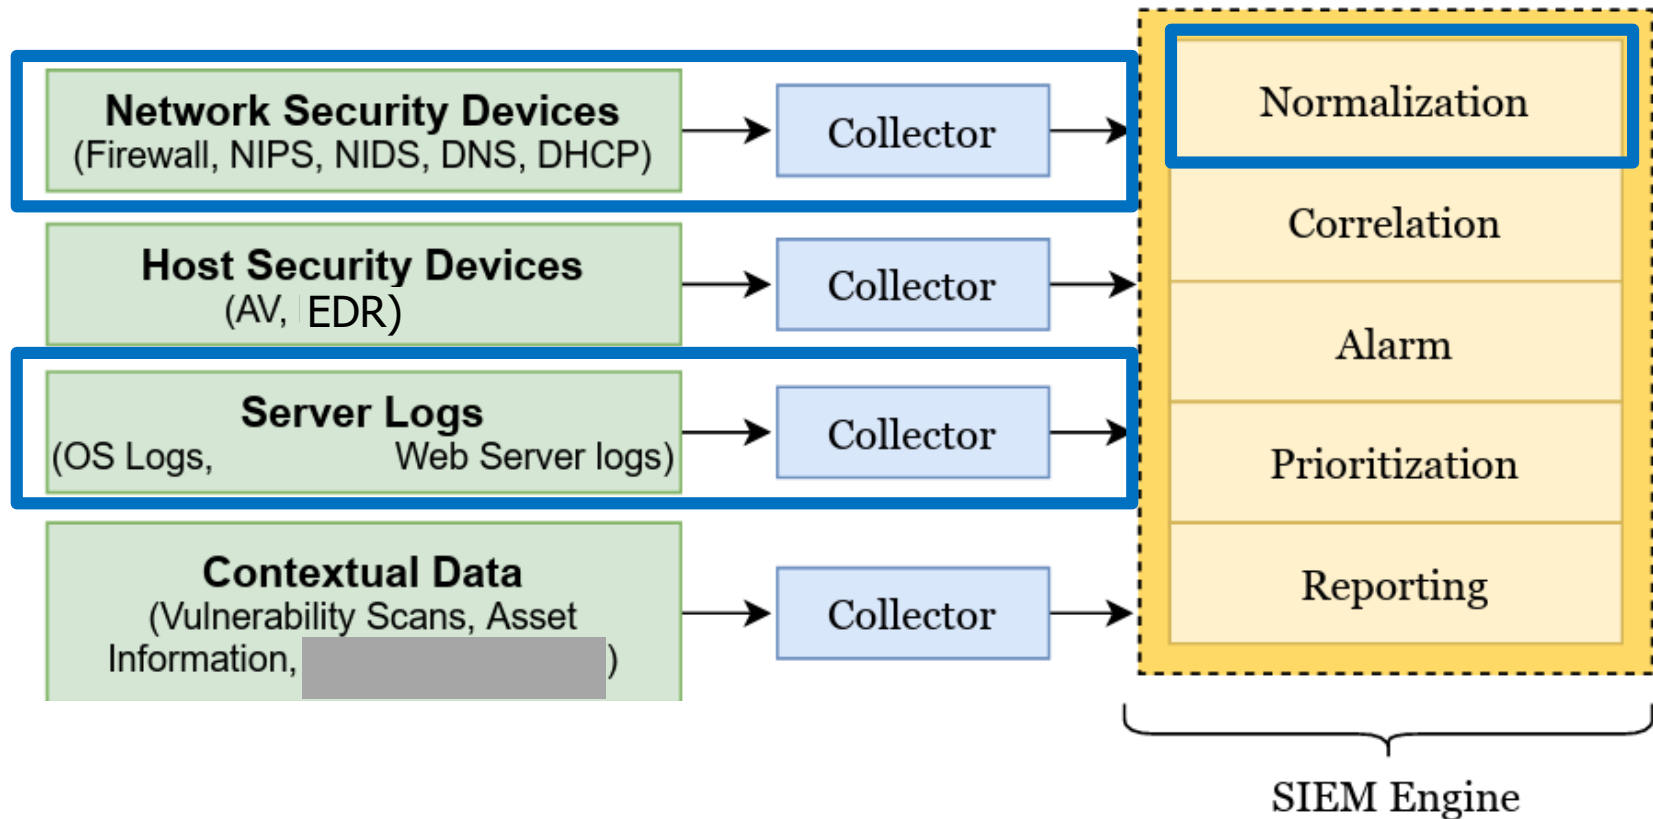 Network Security Devices
(Firewall, NIPS, NIDS, DNS, DHCP)
Collector
Host Security Devices
(AV, EDR)
Collector
Server Logs
(OS Logs, Web Server logs)
Collector
Contextual Data
(Vulnerability Scans, Asset
Information, )
Collector
Normalization
Correlation
Alarm
Prioritization
Reporting
SIEM Engine